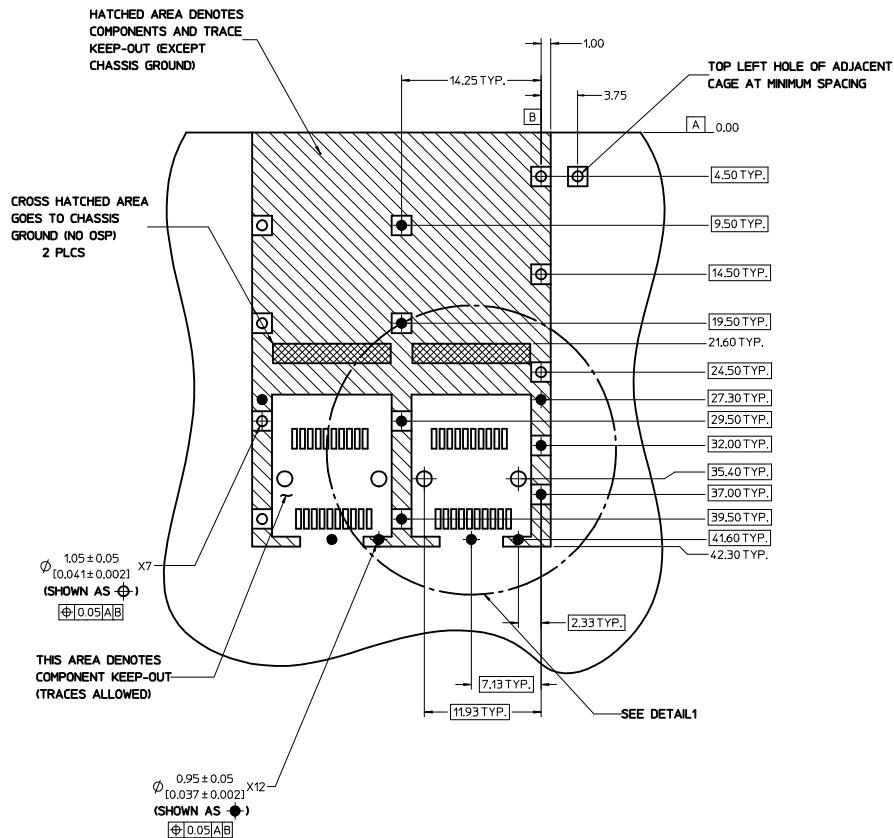 HATCHED AREA DENOTES
COMPONENTS AND TRACE
KEEP-OUT (EXCEPT
CHASSIS GROUND)
1.00
14.25 TYP.
TOP LEFT HOLE OF ADJACENT
CAGE AT MINIMUM SPACING
3.75
B
A
0.00
4.50 TYP.
CROSS HATCHED AREA
GOES TO CHASSIS
GROUND (NO OSP)
2 PLCS
9.50 TYP.
14.50 TYP.
19.50 TYP.
21.60 TYP.
24.50 TYP.
27.30 TYP.
29.50 TYP.
32.00 TYP.
35.40 TYP.
37.00 TYP.
39.50 TYP.
41.60 TYP.
42.30 TYP.
Ø 1.05 ± 0.05 X7
[0.041 ± 0.002]
(SHOWN AS ⌖)
⌖ 0.05 A B
2.33 TYP.
THIS AREA DENOTES
COMPONENT KEEP-OUT
(TRACES ALLOWED)
7.13 TYP.
11.93 TYP.
SEE DETAIL1
Ø 0.95 ± 0.05 X12
[0.037 ± 0.002]
(SHOWN AS ●)
⌖ 0.05 A B